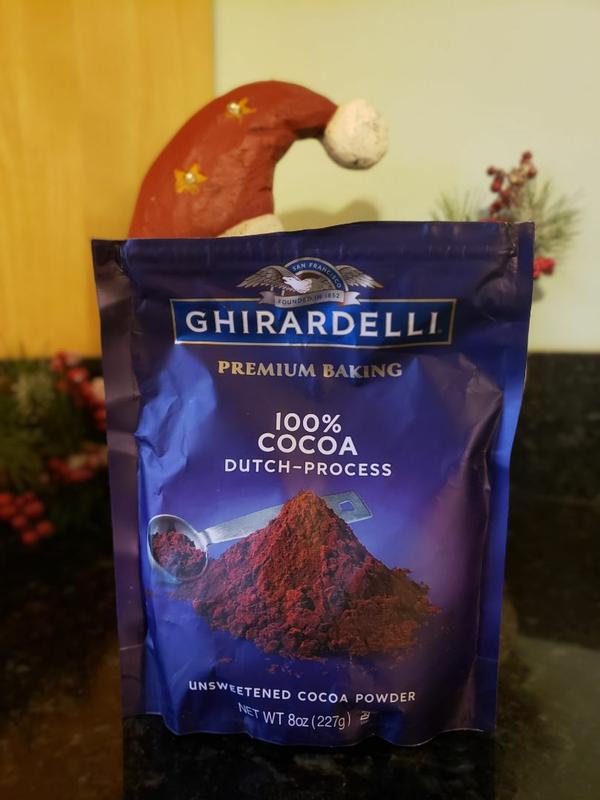 SAN FRANCISCO
FOUNDED IN 1852
GHIRARDELLI
PREMIUM BAKING
100%
COCOA
DUTCH-PROCESS
UNSWEETENED COCOA POWDER
NET WT 8oz (227g)